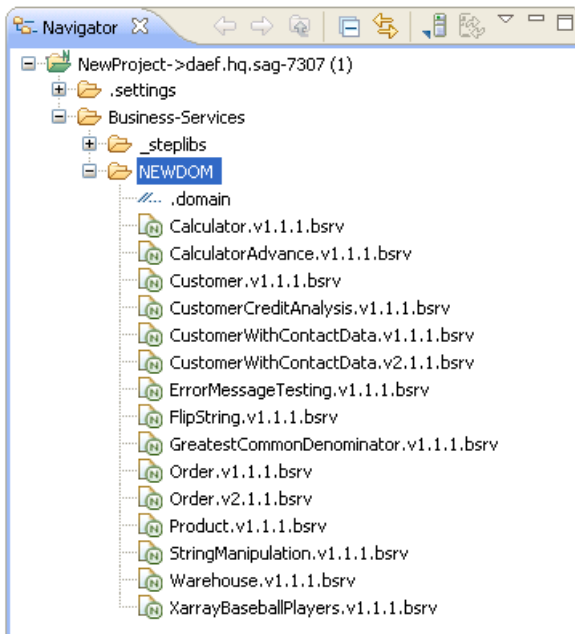 Navigator
NewProject->daef.hq.sag-7307 (1)
.settings
Business-Services
_steplibs
NEWDOM
.domain
Calculator.v1.1.1.bsrv
CalculatorAdvance.v1.1.1.bsrv
Customer.v1.1.1.bsrv
CustomerCreditAnalysis.v1.1.1.bsrv
CustomerWithContactData.v1.1.1.bsrv
CustomerWithContactData.v2.1.1.bsrv
ErrorMessageTesting.v1.1.1.bsrv
FlipString.v1.1.1.bsrv
GreatestCommonDenominator.v1.1.1.bsrv
Order.v1.1.1.bsrv
Order.v2.1.1.bsrv
Product.v1.1.1.bsrv
StringManipulation.v1.1.1.bsrv
Warehouse.v1.1.1.bsrv
XarrayBaseballPlayers.v1.1.1.bsrv